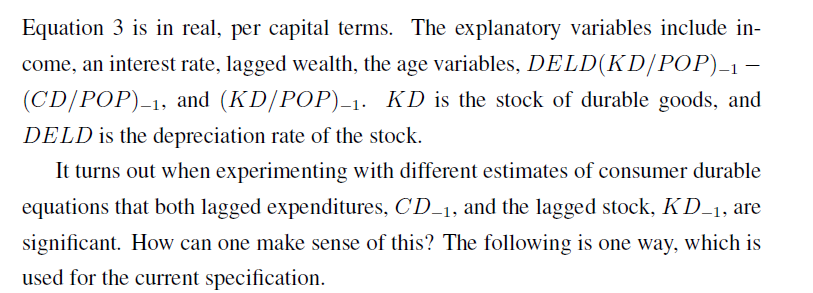 Equation 3 is in real, per capital terms. The explanatory variables include in-
come, an interest rate, lagged wealth, the age variables, DELD(KD/POP)₋₁ −
(CD/POP)₋₁, and (KD/POP)₋₁. KD is the stock of durable goods, and
DELD is the depreciation rate of the stock.
It turns out when experimenting with different estimates of consumer durable
equations that both lagged expenditures, CD₋₁, and the lagged stock, KD₋₁, are
significant. How can one make sense of this? The following is one way, which is
used for the current specification.